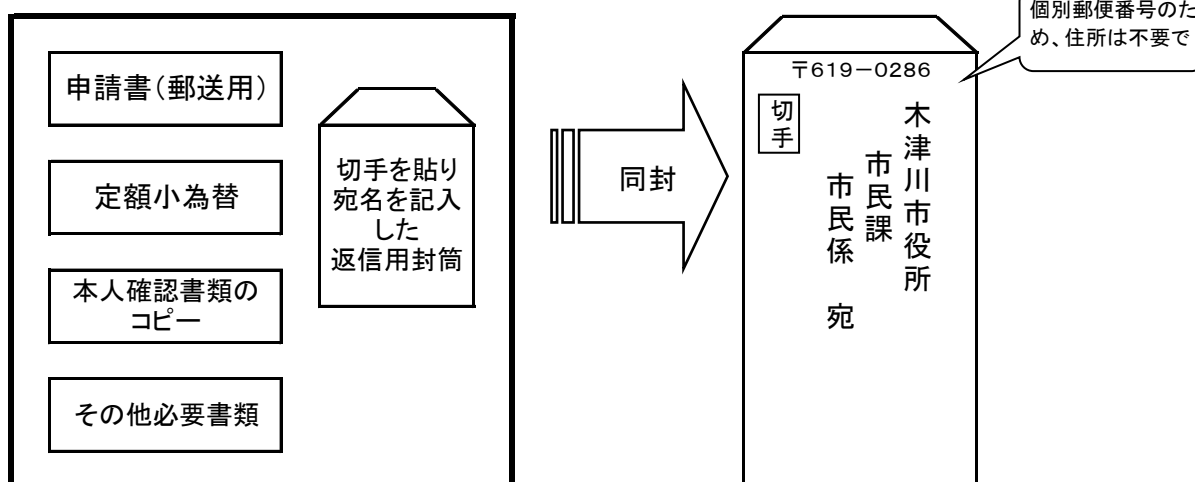 申請書(郵送用)
定額小為替
本人確認書類の
コピー
その他必要書類
切手を貼り
宛名を記入
した
返信用封筒
同封
〒619-0286
切手
木津川市役所
市民課
市民係 宛
個別郵便番号のた
め、住所は不要で